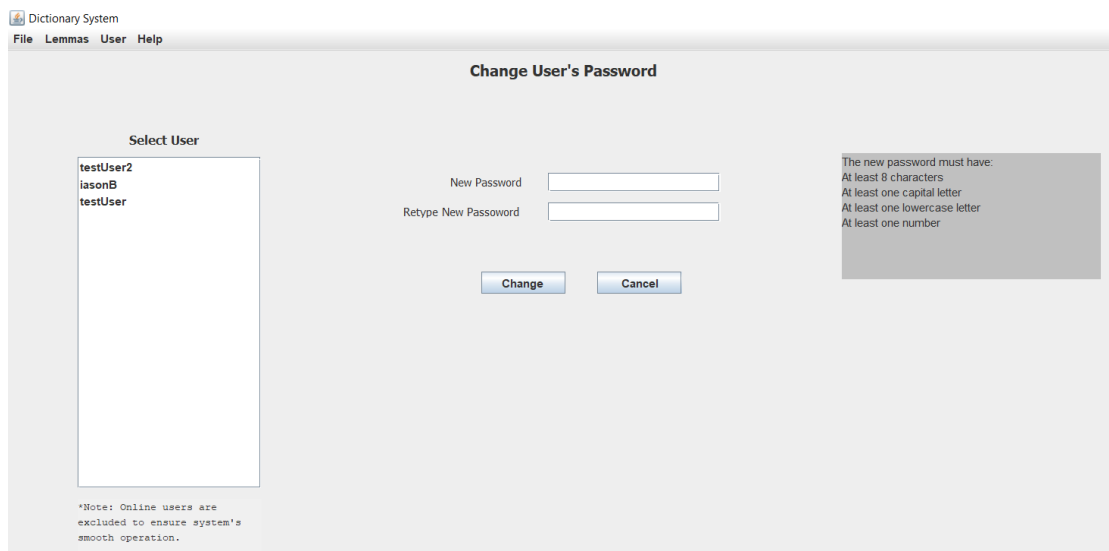 Dictionary System
File Lemmas User Help
Change User's Password
Select User
testUser2
iasonB
testUser
New Password
Retype New Passoword
Change Cancel
The new password must have:
At least 8 characters
At least one capital letter
At least one lowercase letter
At least one number
*Note: Online users are
excluded to ensure system's
smooth operation.